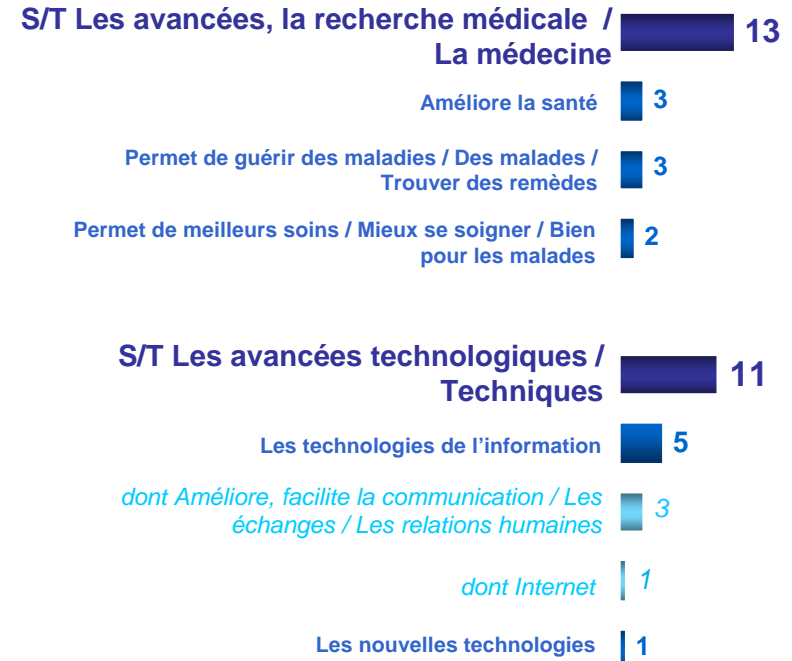 S/T Les avancées, la recherche médicale /
La médecine
13
Améliore la santé
3
Permet de guérir des maladies / Des malades /
Trouver des remèdes
3
Permet de meilleurs soins / Mieux se soigner / Bien
pour les malades
2
S/T Les avancées technologiques /
Techniques
11
Les technologies de l’information
5
dont Améliore, facilite la communication / Les
échanges / Les relations humaines
3
dont Internet
1
Les nouvelles technologies
1